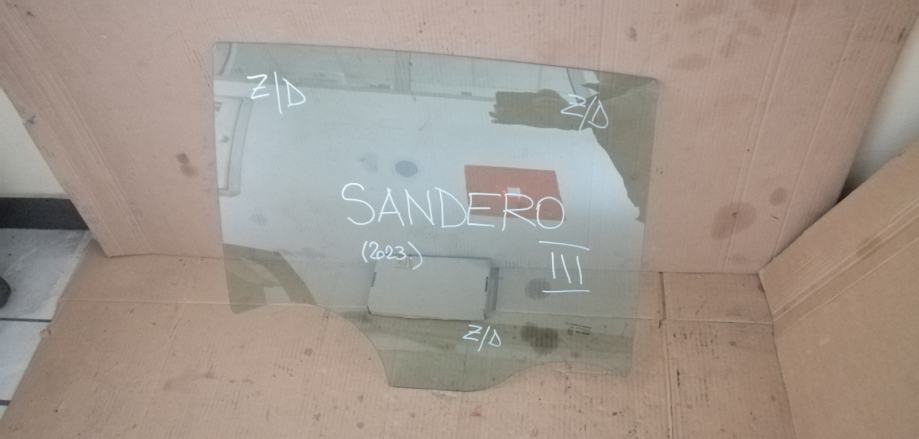 Z/D
Z/D
SANDERO
(2023.)
III
Z/D